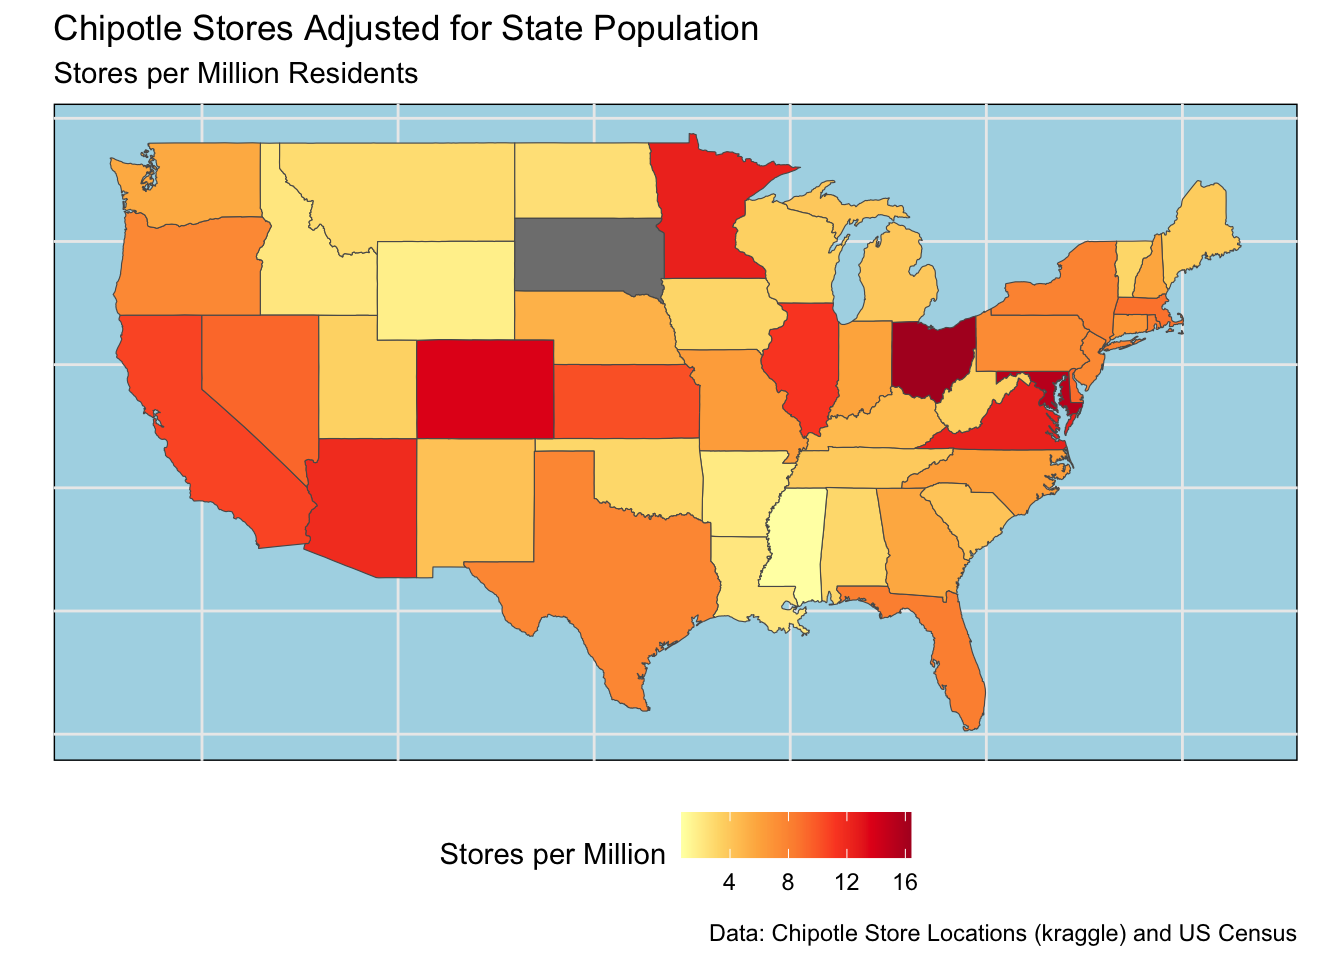 Chipotle Stores Adjusted for State Population
Stores per Million Residents
Stores per Million
4 8 12 16
Data: Chipotle Store Locations (kraggle) and US Census